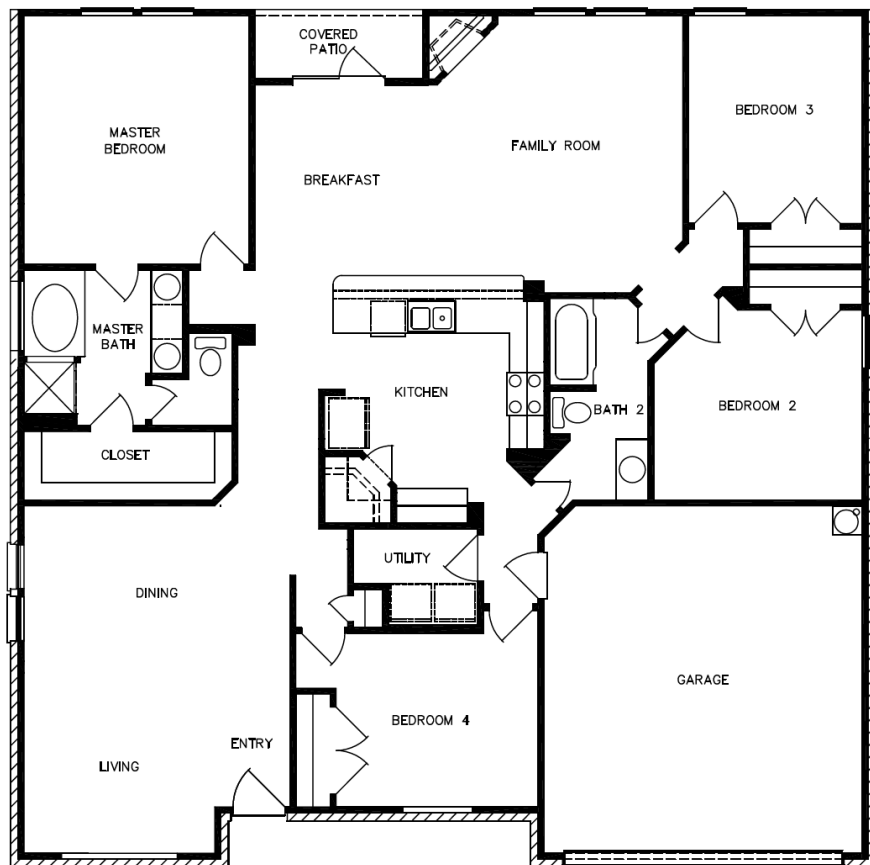 COVERED
PATIO
BEDROOM 3
MASTER
BEDROOM
FAMILY ROOM
BREAKFAST
MASTER
BATH
KITCHEN
BATH 2
BEDROOM 2
CLOSET
UTILITY
DINING
GARAGE
BEDROOM 4
ENTRY
LIVING